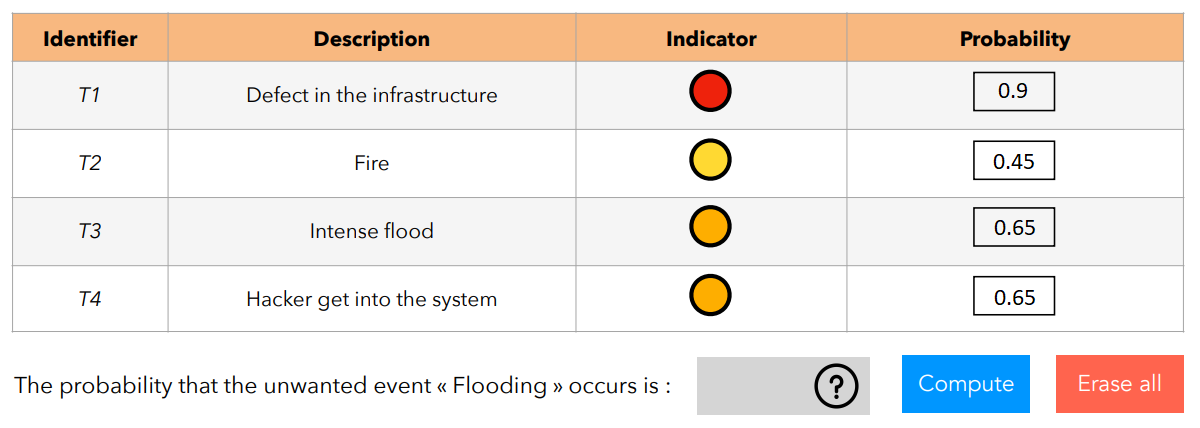 Identifier Description Indicator Probability
T1 Defect in the infrastructure 0.9
T2 Fire 0.45
T3 Intense flood 0.65
T4 Hacker get into the system 0.65
The probability that the unwanted event « Flooding » occurs is : ? Compute Erase all